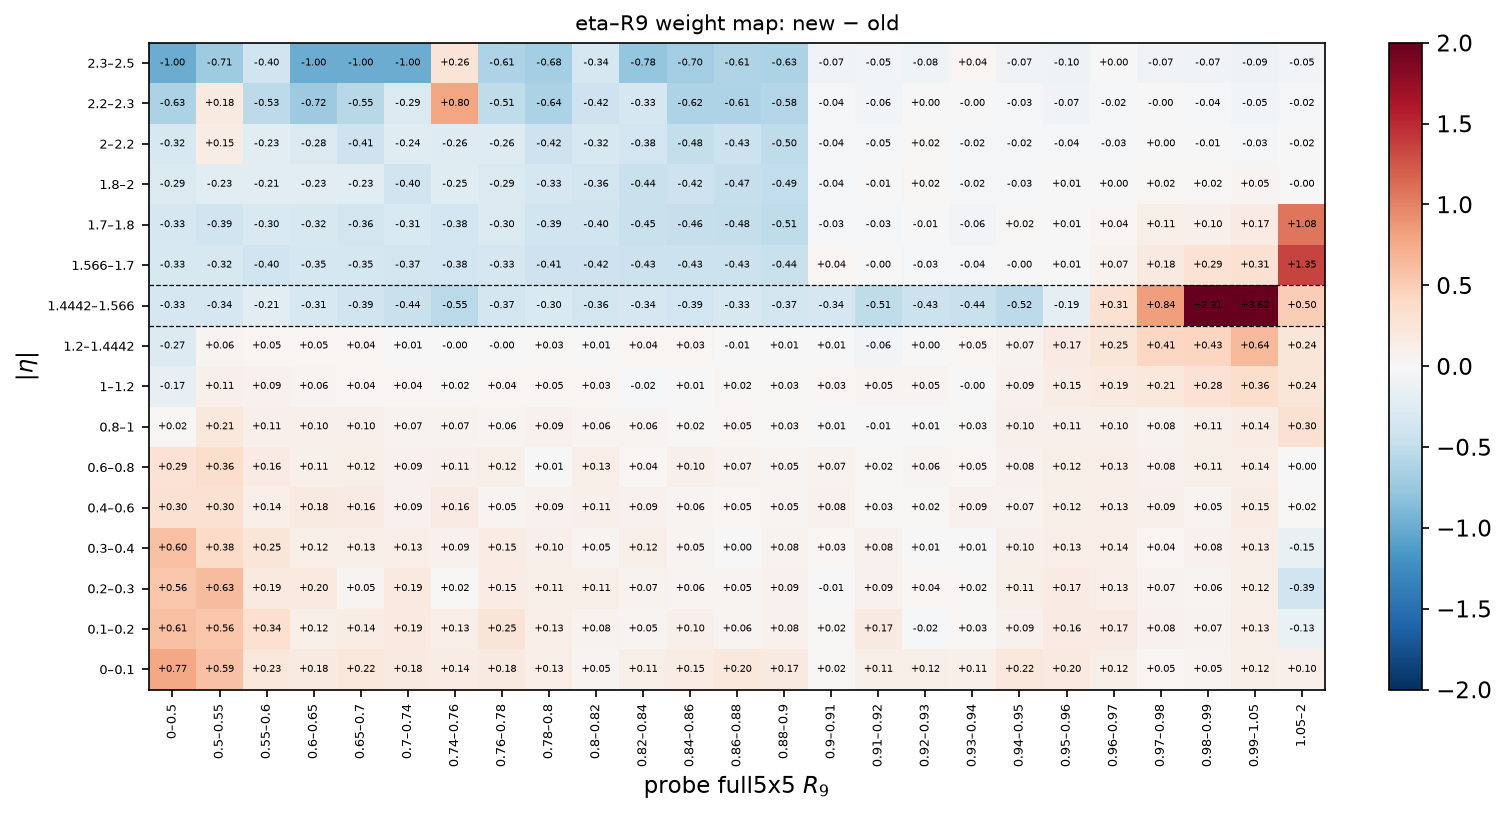 eta–R9 weight map: new − old
2.3–2.5 -1.00 -0.71 -0.40 -1.00 -1.00 -1.00 +0.26 -0.61 -0.68 -0.34 -0.78 -0.70 -0.61 -0.63 -0.07 -0.05 -0.08 +0.04 -0.07 -0.10 +0.00 -0.07 -0.07 -0.09 -0.05
2.2–2.3 -0.63 +0.18 -0.53 -0.72 -0.55 -0.29 +0.80 -0.51 -0.64 -0.42 -0.33 -0.62 -0.61 -0.58 -0.04 -0.06 +0.00 -0.00 -0.03 -0.07 -0.02 -0.00 -0.04 -0.05 -0.02
2–2.2 -0.32 +0.15 -0.23 -0.28 -0.41 -0.24 -0.26 -0.26 -0.42 -0.32 -0.38 -0.48 -0.43 -0.50 -0.04 -0.05 +0.02 -0.02 -0.02 -0.04 -0.03 +0.00 -0.01 -0.03 -0.02
1.8–2 -0.29 -0.23 -0.21 -0.23 -0.23 -0.40 -0.25 -0.29 -0.33 -0.36 -0.44 -0.42 -0.47 -0.49 -0.04 -0.01 +0.02 -0.02 -0.03 +0.01 +0.00 +0.02 +0.02 +0.05 -0.00
1.7–1.8 -0.33 -0.39 -0.30 -0.32 -0.36 -0.31 -0.38 -0.30 -0.39 -0.40 -0.45 -0.46 -0.48 -0.51 -0.03 -0.03 -0.01 -0.06 +0.02 +0.01 +0.04 +0.11 +0.10 +0.17 +1.08
1.566–1.7 -0.33 -0.32 -0.40 -0.35 -0.35 -0.37 -0.38 -0.33 -0.41 -0.42 -0.43 -0.43 -0.43 -0.44 +0.04 -0.00 -0.03 -0.04 -0.00 +0.01 +0.07 +0.18 +0.29 +0.31 +1.35
1.4442–1.566 -0.33 -0.34 -0.21 -0.31 -0.39 -0.44 -0.55 -0.37 -0.30 -0.36 -0.34 -0.39 -0.33 -0.37 -0.34 -0.51 -0.43 -0.44 -0.52 -0.19 +0.31 +0.84 +2.31 +3.62 +0.50
1.2–1.4442 -0.27 +0.06 +0.05 +0.05 +0.04 +0.01 -0.00 -0.00 +0.03 +0.01 +0.04 +0.03 -0.01 +0.01 +0.01 -0.06 +0.00 +0.05 +0.07 +0.17 +0.25 +0.41 +0.43 +0.64 +0.24
1–1.2 -0.17 +0.11 +0.09 +0.06 +0.04 +0.04 +0.02 +0.04 +0.05 +0.03 -0.02 +0.01 +0.02 +0.03 +0.03 +0.05 +0.05 -0.00 +0.09 +0.15 +0.19 +0.21 +0.28 +0.36 +0.24
0.8–1 +0.02 +0.21 +0.11 +0.10 +0.10 +0.07 +0.07 +0.06 +0.09 +0.06 +0.06 +0.02 +0.05 +0.03 +0.01 -0.01 +0.01 +0.03 +0.10 +0.11 +0.10 +0.08 +0.11 +0.14 +0.30
0.6–0.8 +0.29 +0.36 +0.16 +0.11 +0.12 +0.09 +0.11 +0.12 +0.01 +0.13 +0.04 +0.10 +0.07 +0.05 +0.07 +0.02 +0.06 +0.05 +0.08 +0.12 +0.13 +0.08 +0.11 +0.14 +0.00
0.4–0.6 +0.30 +0.30 +0.14 +0.18 +0.16 +0.09 +0.16 +0.05 +0.09 +0.11 +0.09 +0.06 +0.05 +0.05 +0.08 +0.03 +0.02 +0.09 +0.07 +0.12 +0.13 +0.09 +0.05 +0.15 +0.02
0.3–0.4 +0.60 +0.38 +0.25 +0.12 +0.13 +0.13 +0.09 +0.15 +0.10 +0.05 +0.12 +0.05 +0.00 +0.08 +0.03 +0.08 +0.01 +0.01 +0.10 +0.13 +0.14 +0.04 +0.08 +0.13 -0.15
0.2–0.3 +0.56 +0.63 +0.19 +0.20 +0.05 +0.19 +0.02 +0.15 +0.11 +0.11 +0.07 +0.06 +0.05 +0.09 -0.01 +0.09 +0.04 +0.02 +0.11 +0.17 +0.13 +0.07 +0.06 +0.12 -0.39
0.1–0.2 +0.61 +0.56 +0.34 +0.12 +0.14 +0.19 +0.13 +0.25 +0.13 +0.08 +0.05 +0.10 +0.06 +0.08 +0.02 +0.17 -0.02 +0.03 +0.09 +0.16 +0.17 +0.08 +0.07 +0.13 -0.13
0–0.1 +0.77 +0.59 +0.23 +0.18 +0.22 +0.18 +0.14 +0.18 +0.13 +0.05 +0.11 +0.15 +0.20 +0.17 +0.02 +0.11 +0.12 +0.11 +0.22 +0.20 +0.12 +0.05 +0.05 +0.12 +0.10
|η|
0–0.5 0.5–0.55 0.55–0.6 0.6–0.65 0.65–0.7 0.7–0.74 0.74–0.76 0.76–0.78 0.78–0.8 0.8–0.82 0.82–0.84 0.84–0.86 0.86–0.88 0.88–0.9 0.9–0.91 0.91–0.92 0.92–0.93 0.93–0.94 0.94–0.95 0.95–0.96 0.96–0.97 0.97–0.98 0.98–0.99 0.99–1.05 1.05–2
probe full5x5 R₉
2.0
1.5
1.0
0.5
0.0
−0.5
−1.0
−1.5
−2.0